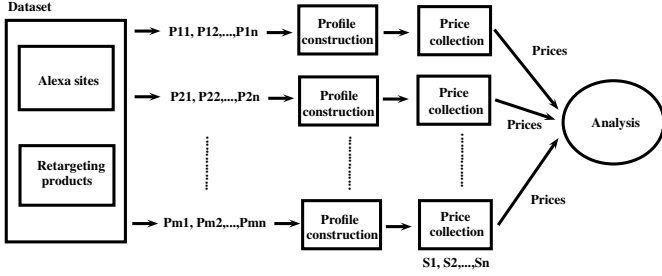 Dataset
Alexa sites
Retargeting
products
P11, P12,...,P1n
Profile
construction
Price
collection
Prices
P21, P22,...,P2n
Profile
construction
Price
collection
Prices
Analysis
Pm1, Pm2,...,Pmn
Profile
construction
Price
collection
Prices
S1, S2,...,Sn